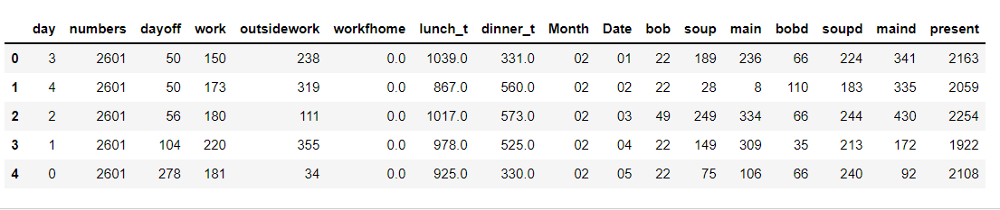 day numbers dayoff work outsidework workfhome lunch_t dinner_t Month Date bob soup main bobd soupd maind present
0 3 2601 50 150 238 0.0 1039.0 331.0 02 01 22 189 236 66 224 341 2163
1 4 2601 50 173 319 0.0 867.0 560.0 02 02 22 28 8 110 183 335 2059
2 2 2601 56 180 111 0.0 1017.0 573.0 02 03 49 249 334 66 244 430 2254
3 1 2601 104 220 355 0.0 978.0 525.0 02 04 22 149 309 35 213 172 1922
4 0 2601 278 181 34 0.0 925.0 330.0 02 05 22 75 106 66 240 92 2108